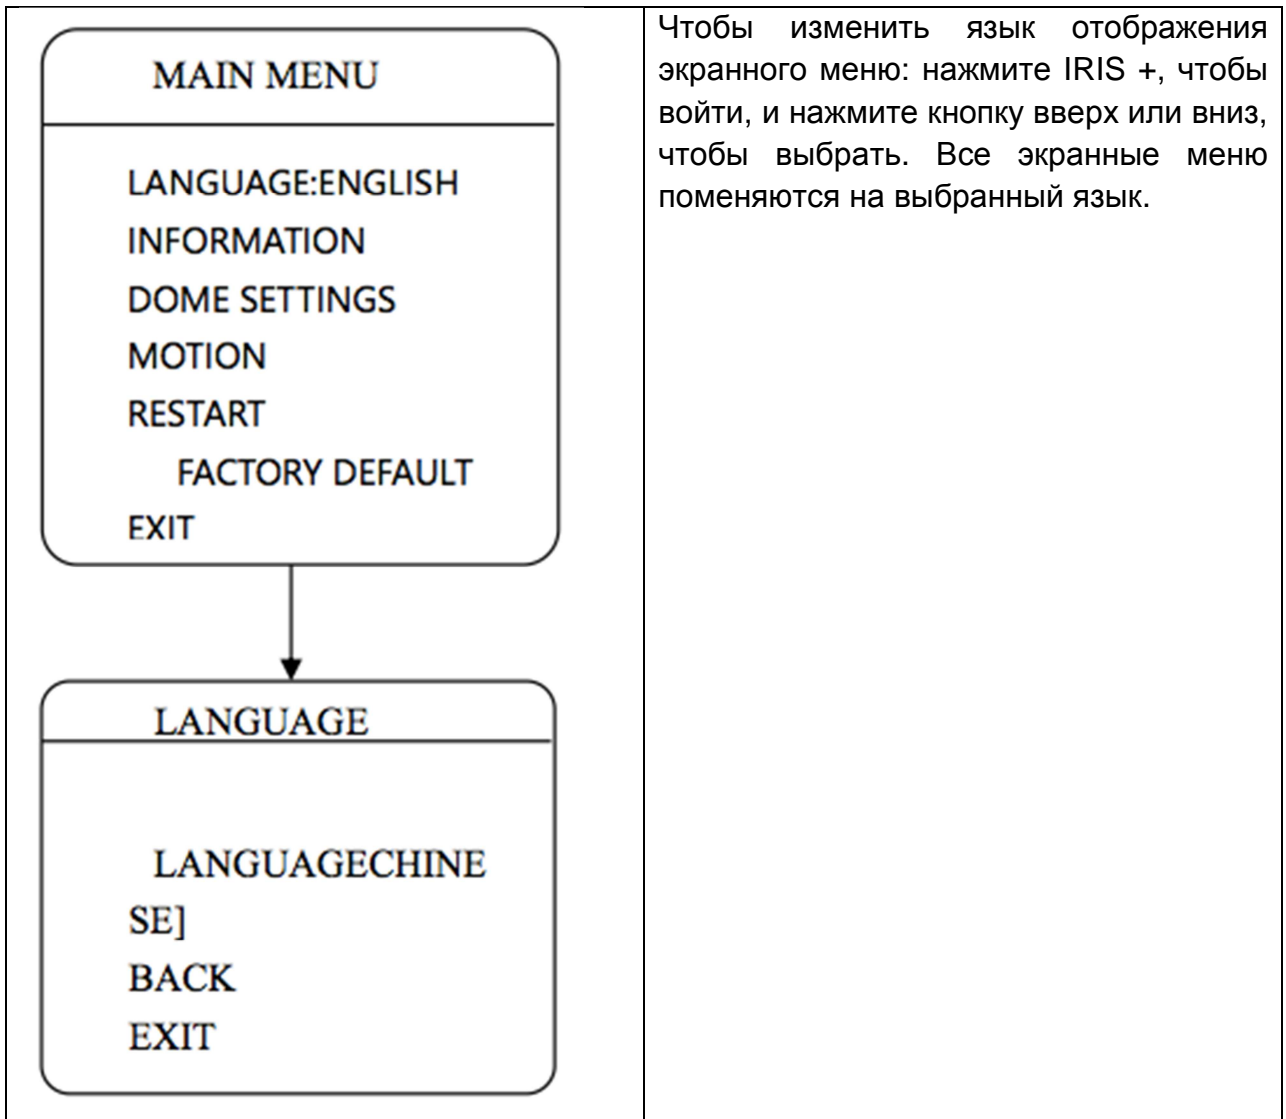 MAIN MENU
LANGUAGE:ENGLISH
INFORMATION
DOME SETTINGS
MOTION
RESTART
FACTORY DEFAULT
EXIT
LANGUAGE
LANGUAGECHINE
SE]
BACK
EXIT
Чтобы изменить язык отображения
экранного меню: нажмите IRIS +, чтобы
войти, и нажмите кнопку вверх или вниз,
чтобы выбрать. Все экранные меню
поменяются на выбранный язык.